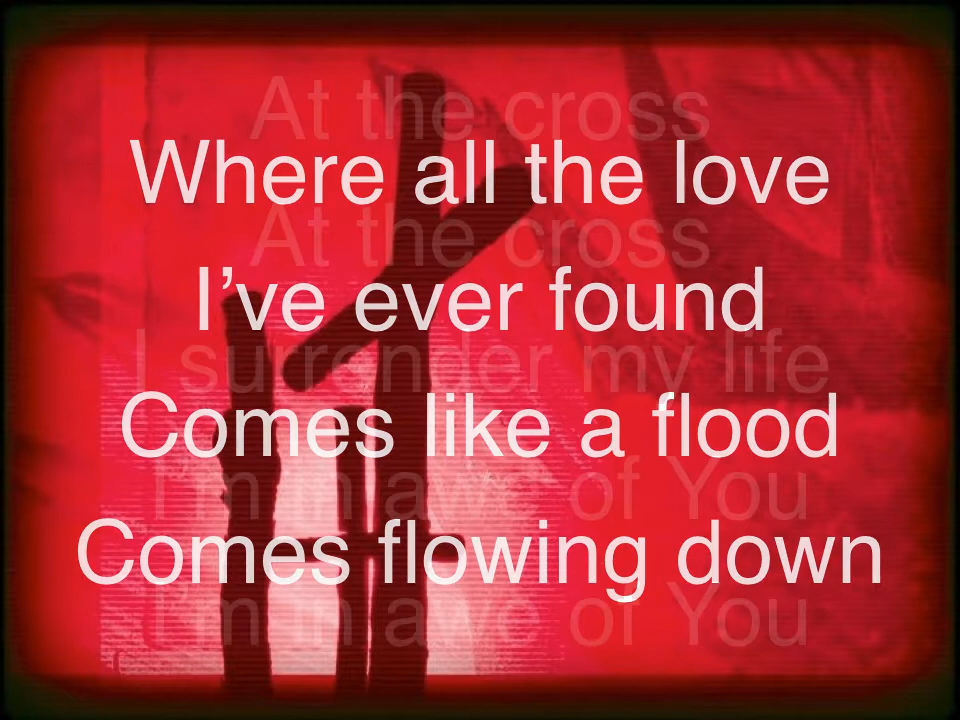 At the cross
Where all the love
At the cross
I’ve ever found
I surrender my life
Comes like a flood
I'm in awe of You
Comes flowing down
I'm in awe of You